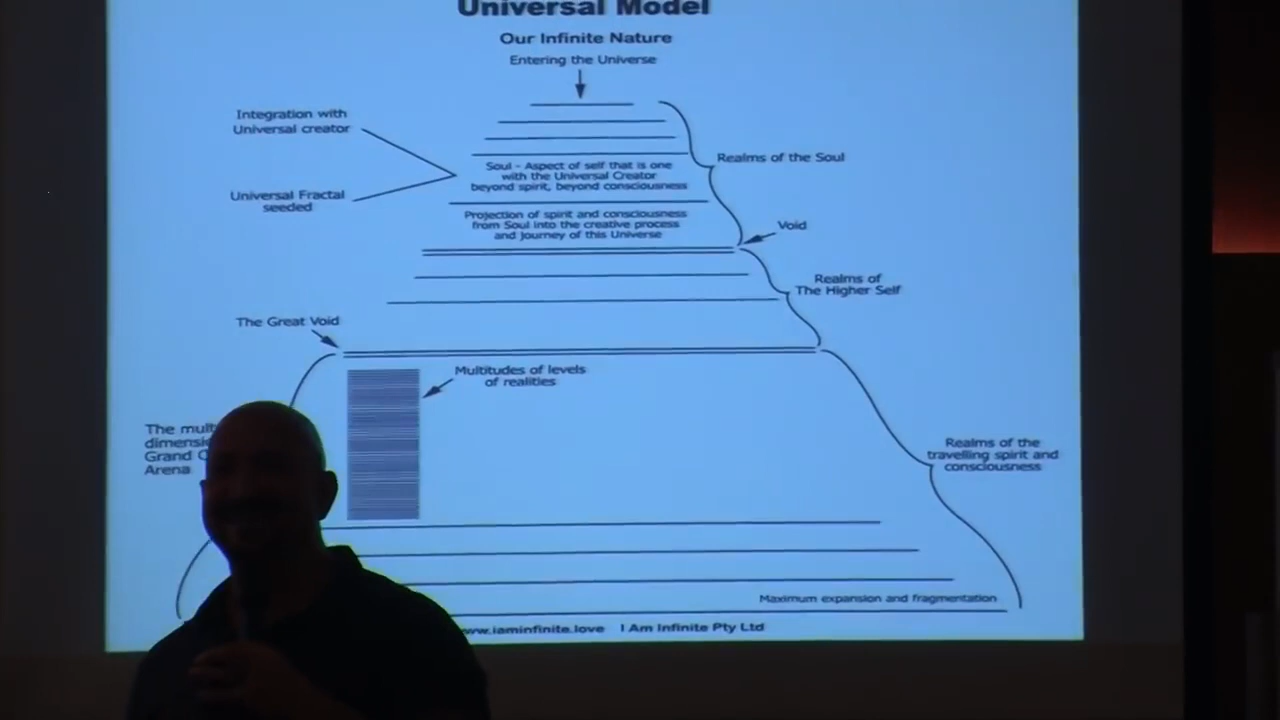 Universal Model
Our Infinite Nature
Entering the Universe
Integration with
Universal creator
Realms of the Soul
Soul - Aspect of self that is one
with the Universal Creator
beyond spirit, beyond consciousness
Universal Fractal
seeded
Projection of spirit and consciousness
from Soul into the creative process
and journey of this Universe
Void
Realms of
The Higher Self
The Great Void
Multitudes of levels
of realities
The
Grand
Arena
Realms of the
travelling spirit and
consciousness
Maximum expansion and fragmentation
www.iaminfinite.love I Am Infinite Pty Ltd